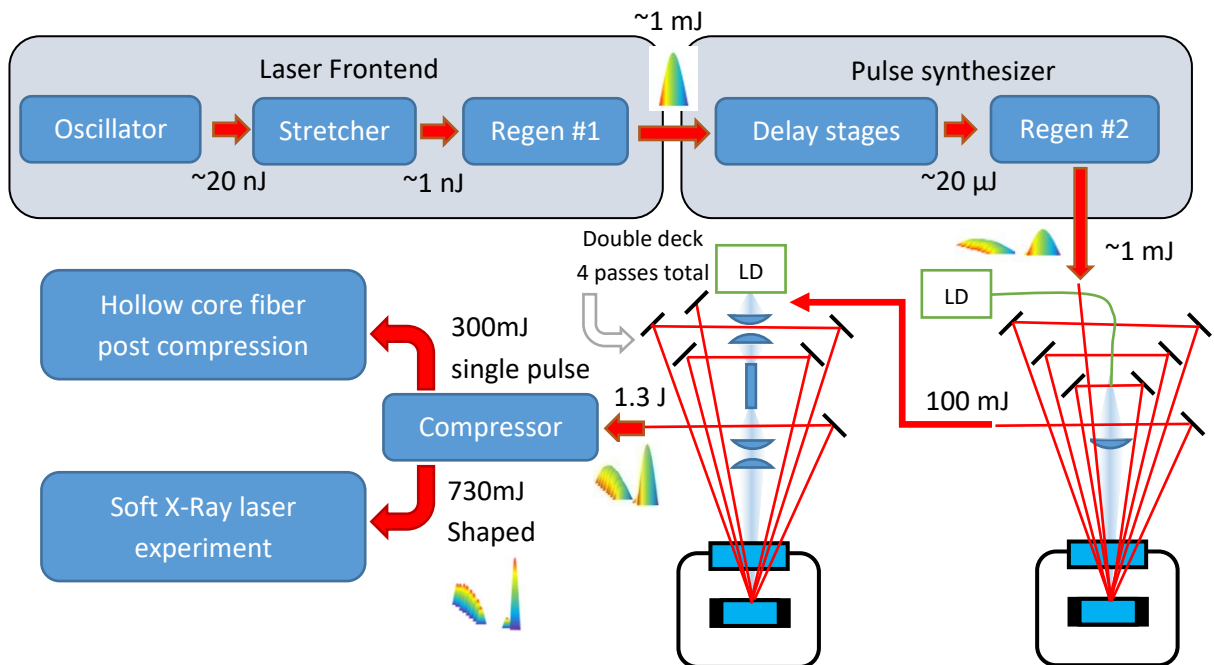 ~1 mJ
Laser Frontend
Pulse synthesizer
Oscillator
Stretcher
Regen #1
Delay stages
Regen #2
~20 nJ
~1 nJ
~20 µJ
Double deck
4 passes total
LD
~1 mJ
LD
Hollow core fiber
post compression
300mJ
single pulse
1.3 J
100 mJ
Compressor
730mJ
Shaped
Soft X-Ray laser
experiment